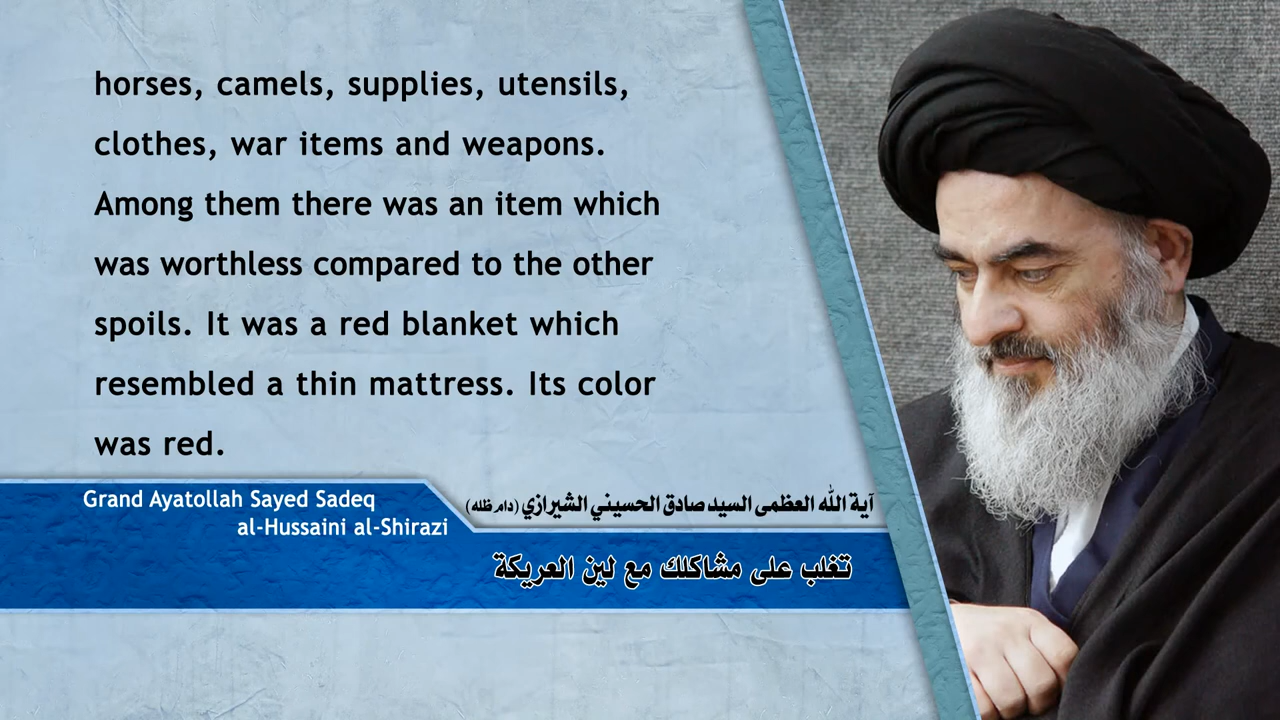 horses, camels, supplies, utensils,
clothes, war items and weapons.
Among them there was an item which
was worthless compared to the other
spoils. It was a red blanket which
resembled a thin mattress. Its color
was red.
Grand Ayatollah Sayed Sadeq
al-Hussaini al-Shirazi
آية الله العظمى السيد صادق الحسيني الشيرازي (دام ظله)
تغلب على مشاكلك مع لين العريكة